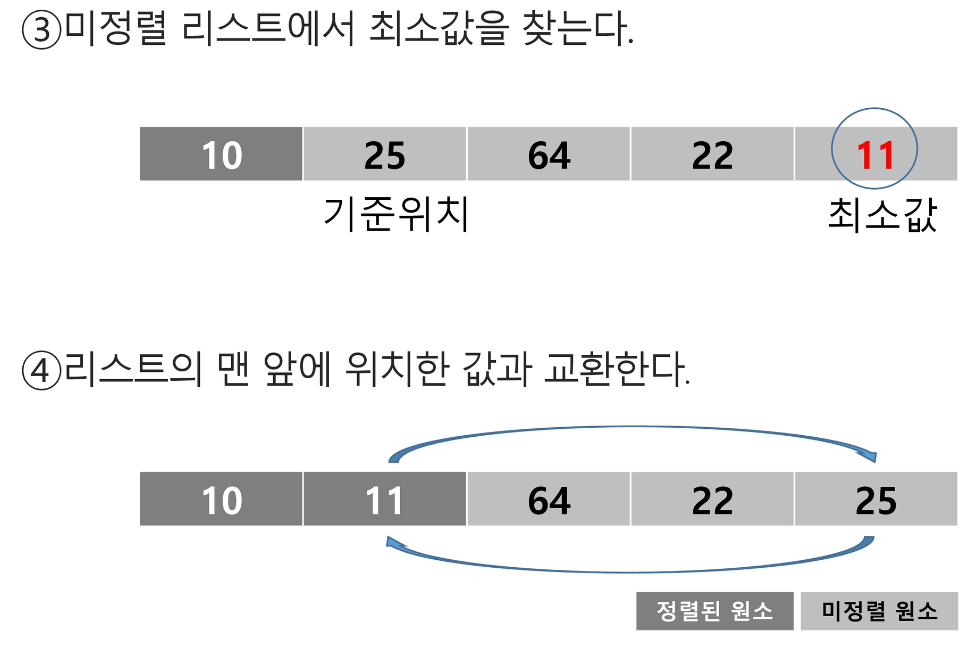 ③미정렬 리스트에서 최소값을 찾는다.
10 25 64 22 11
기준위치 최소값
④리스트의 맨 앞에 위치한 값과 교환한다.
10 11 64 22 25
정렬된 원소 미정렬 원소